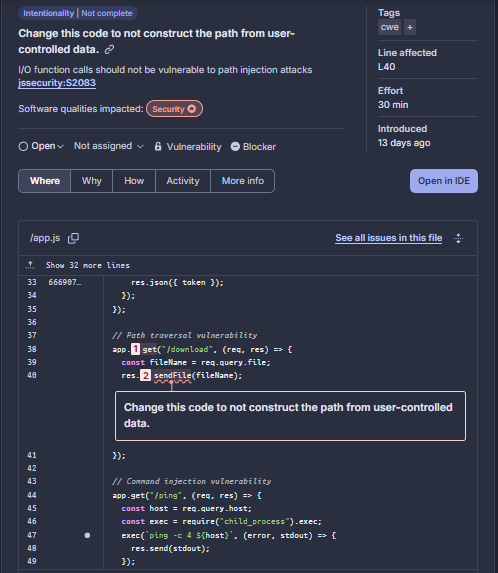 Intentionality | Not complete
Change this code to not construct the path from user-
controlled data.
I/O function calls should not be vulnerable to path injection attacks
jssecurity:S2083
Software qualities impacted: Security
Open Not assigned Vulnerability Blocker
Tags
cwe +
Line affected
L40
Effort
30 min
Introduced
13 days ago
Where Why How Activity More info
Open in IDE
/app.js See all issues in this file
Show 32 more lines
33 666907… res.json({ token });
34 });
35 });
36
37 // Path traversal vulnerability
38 app.1 get("/download", (req, res) => {
39 const fileName = req.query.file;
40 res.2 sendFile(fileName);
Change this code to not construct the path from user-controlled
data.
41 });
42
43 // Command injection vulnerability
44 app.get("/ping", (req, res) => {
45 const host = req.query.host;
46 const exec = require("child_process").exec;
47 exec(`ping -c 4 ${host}`, (error, stdout) => {
48 res.send(stdout);
49 });